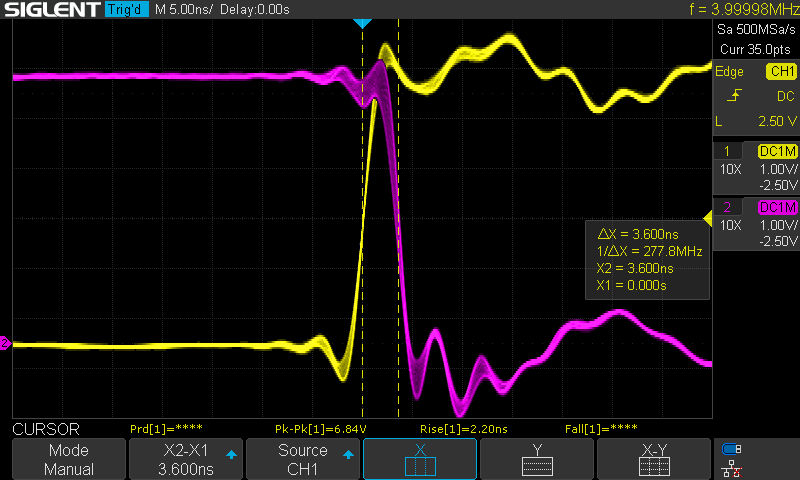 SIGLENT Trig'd M 5.00ns/ Delay:0.00s f = 3.99998MHz
Sa 500MSa/s
Curr 35.0pts
Edge CH1
DC
L 2.50 V
1 DC1M
10X 1.00V/
-2.50V
2 DC1M
10X 1.00V/
-2.50V
ΔX = 3.600ns
1/ΔX = 277.8MHz
X2 = 3.600ns
X1 = 0.000s
2
CURSOR Prd[1]=**** Pk-Pk[1]=6.84V Rise[1]=2.20ns Fall[1]=****
Mode X2-X1 Source X Y X-Y
Manual 3.600ns CH1